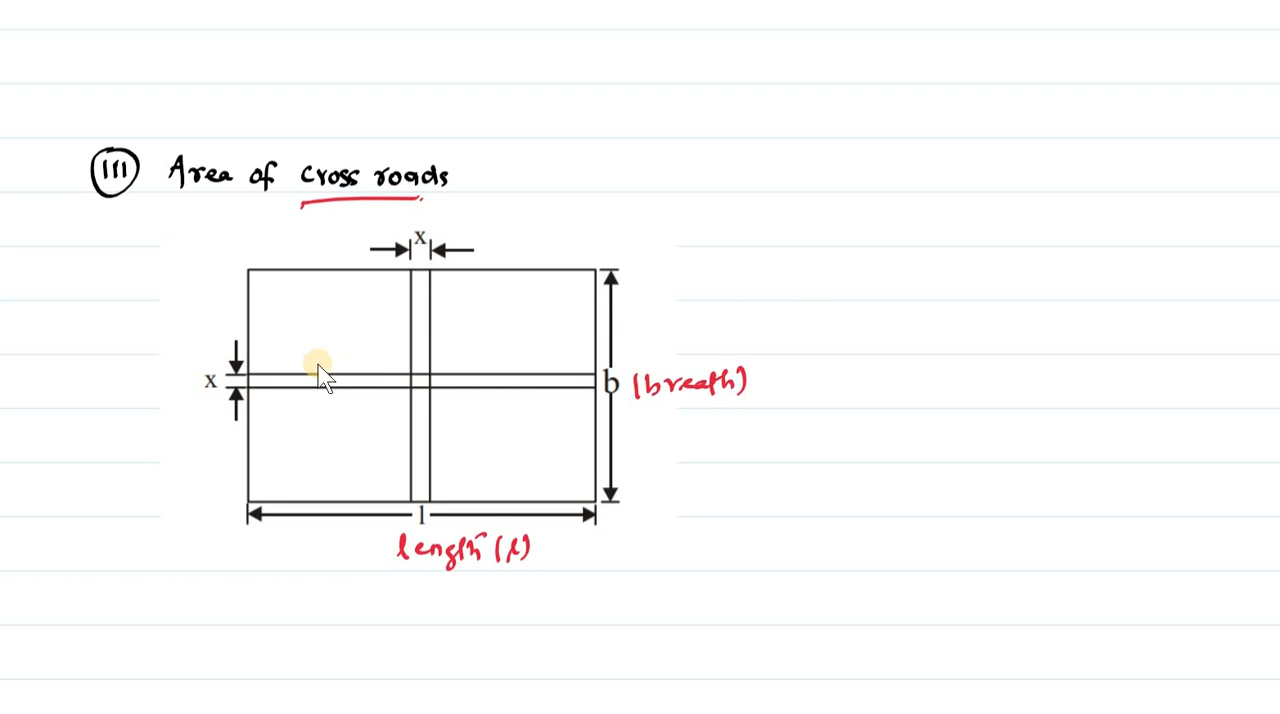 (III) Area of cross roads
x
x
b (breath)
l
length (l)